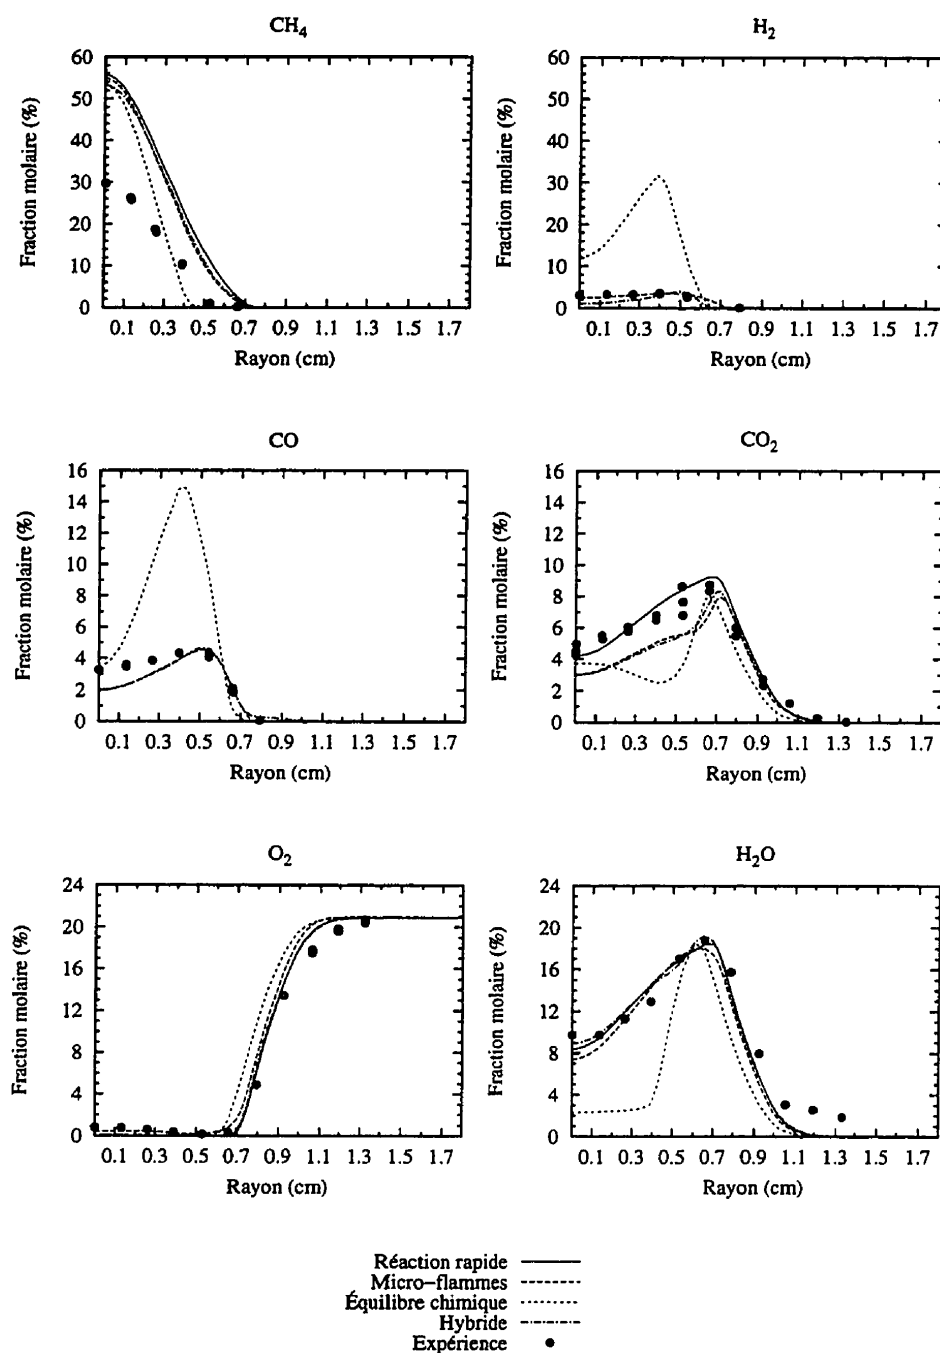 CH4
H2
60
50
40
30
20
10
0
Fraction molaire (%)
0.1 0.3 0.5 0.7 0.9 1.1 1.3 1.5 1.7
Rayon (cm)
60
50
40
30
20
10
0
Fraction molaire (%)
0.1 0.3 0.5 0.7 0.9 1.1 1.3 1.5 1.7
Rayon (cm)
CO
CO2
16
14
12
10
8
6
4
2
0
Fraction molaire (%)
0.1 0.3 0.5 0.7 0.9 1.1 1.3 1.5 1.7
Rayon (cm)
16
14
12
10
8
6
4
2
0
Fraction molaire (%)
0.1 0.3 0.5 0.7 0.9 1.1 1.3 1.5 1.7
Rayon (cm)
O2
H2O
24
20
16
12
8
4
0
Fraction molaire (%)
0.1 0.3 0.5 0.7 0.9 1.1 1.3 1.5 1.7
Rayon (cm)
24
20
16
12
8
4
0
Fraction molaire (%)
0.1 0.3 0.5 0.7 0.9 1.1 1.3 1.5 1.7
Rayon (cm)
Réaction rapide
Micro-flammes
Équilibre chimique
Hybride
Expérience